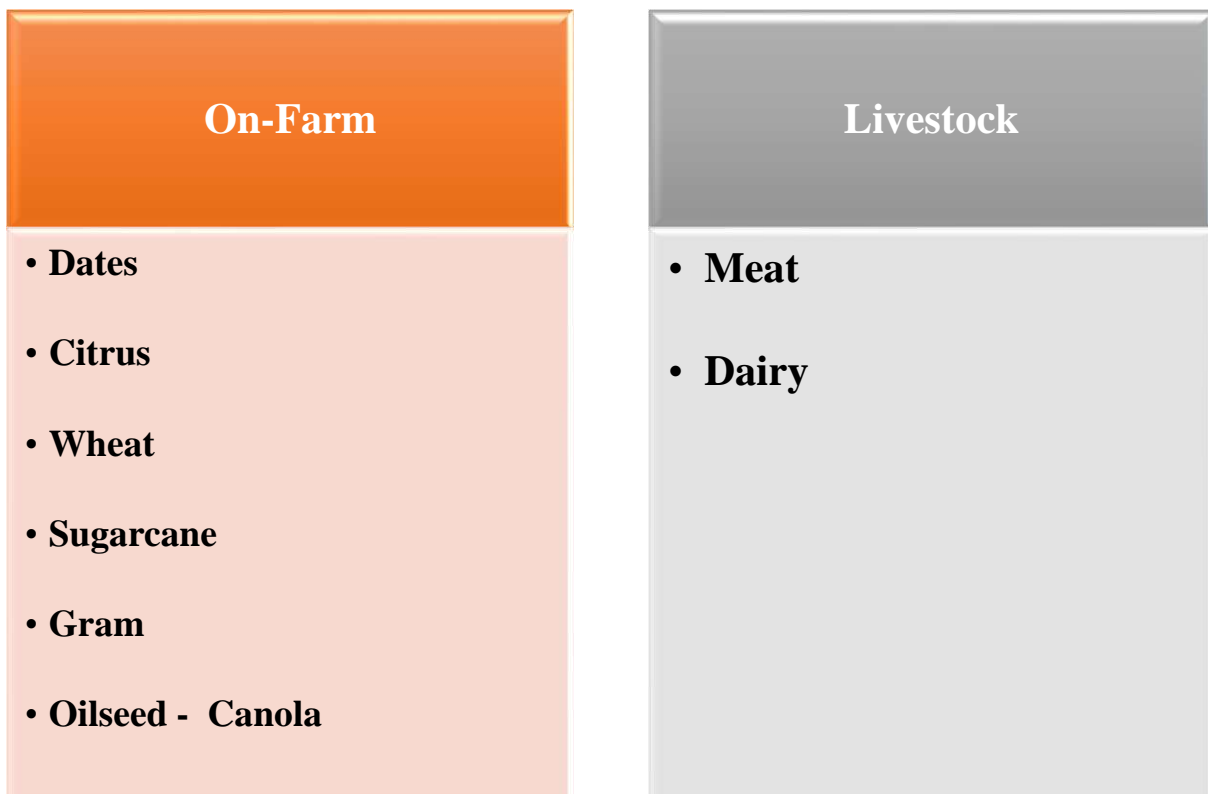 On-Farm
• Dates
• Citrus
• Wheat
• Sugarcane
• Gram
• Oilseed - Canola
Livestock
• Meat
• Dairy